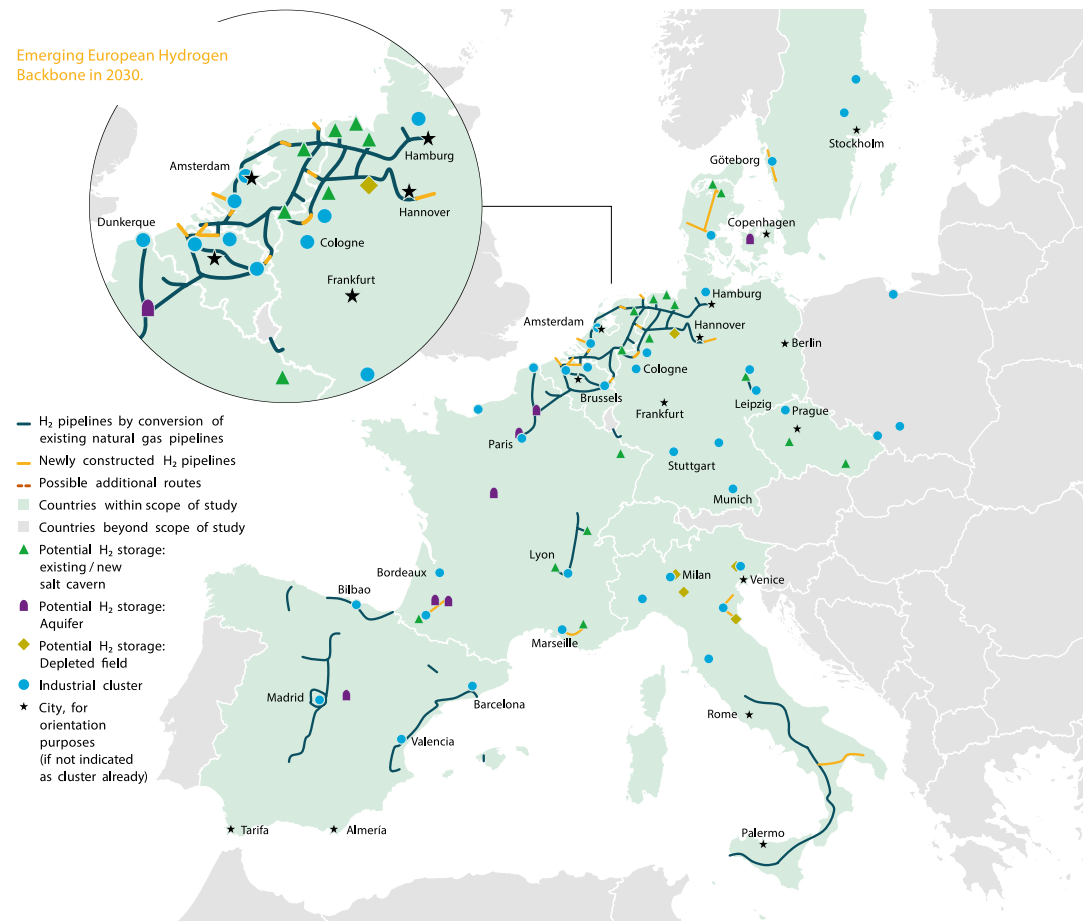 Emerging European Hydrogen
Backbone in 2030.
Amsterdam
Hamburg
Hannover
Dunkerque
Cologne
Frankfurt
H₂ pipelines by conversion of
existing natural gas pipelines
Newly constructed H₂ pipelines
Possible additional routes
Countries within scope of study
Countries beyond scope of study
Potential H₂ storage:
existing / new
salt cavern
Potential H₂ storage:
Aquifer
Potential H₂ storage:
Depleted field
Industrial cluster
City, for
orientation
purposes
(if not indicated
as cluster already)
Stockholm
Göteborg
Copenhagen
Hamburg
Amsterdam
Hannover
Berlin
Cologne
Brussels
Leipzig
Prague
Frankfurt
Paris
Stuttgart
Munich
Lyon
Bordeaux
Milan
Venice
Bilbao
Marseille
Madrid
Barcelona
Rome
Valencia
Tarifa
Almería
Palermo